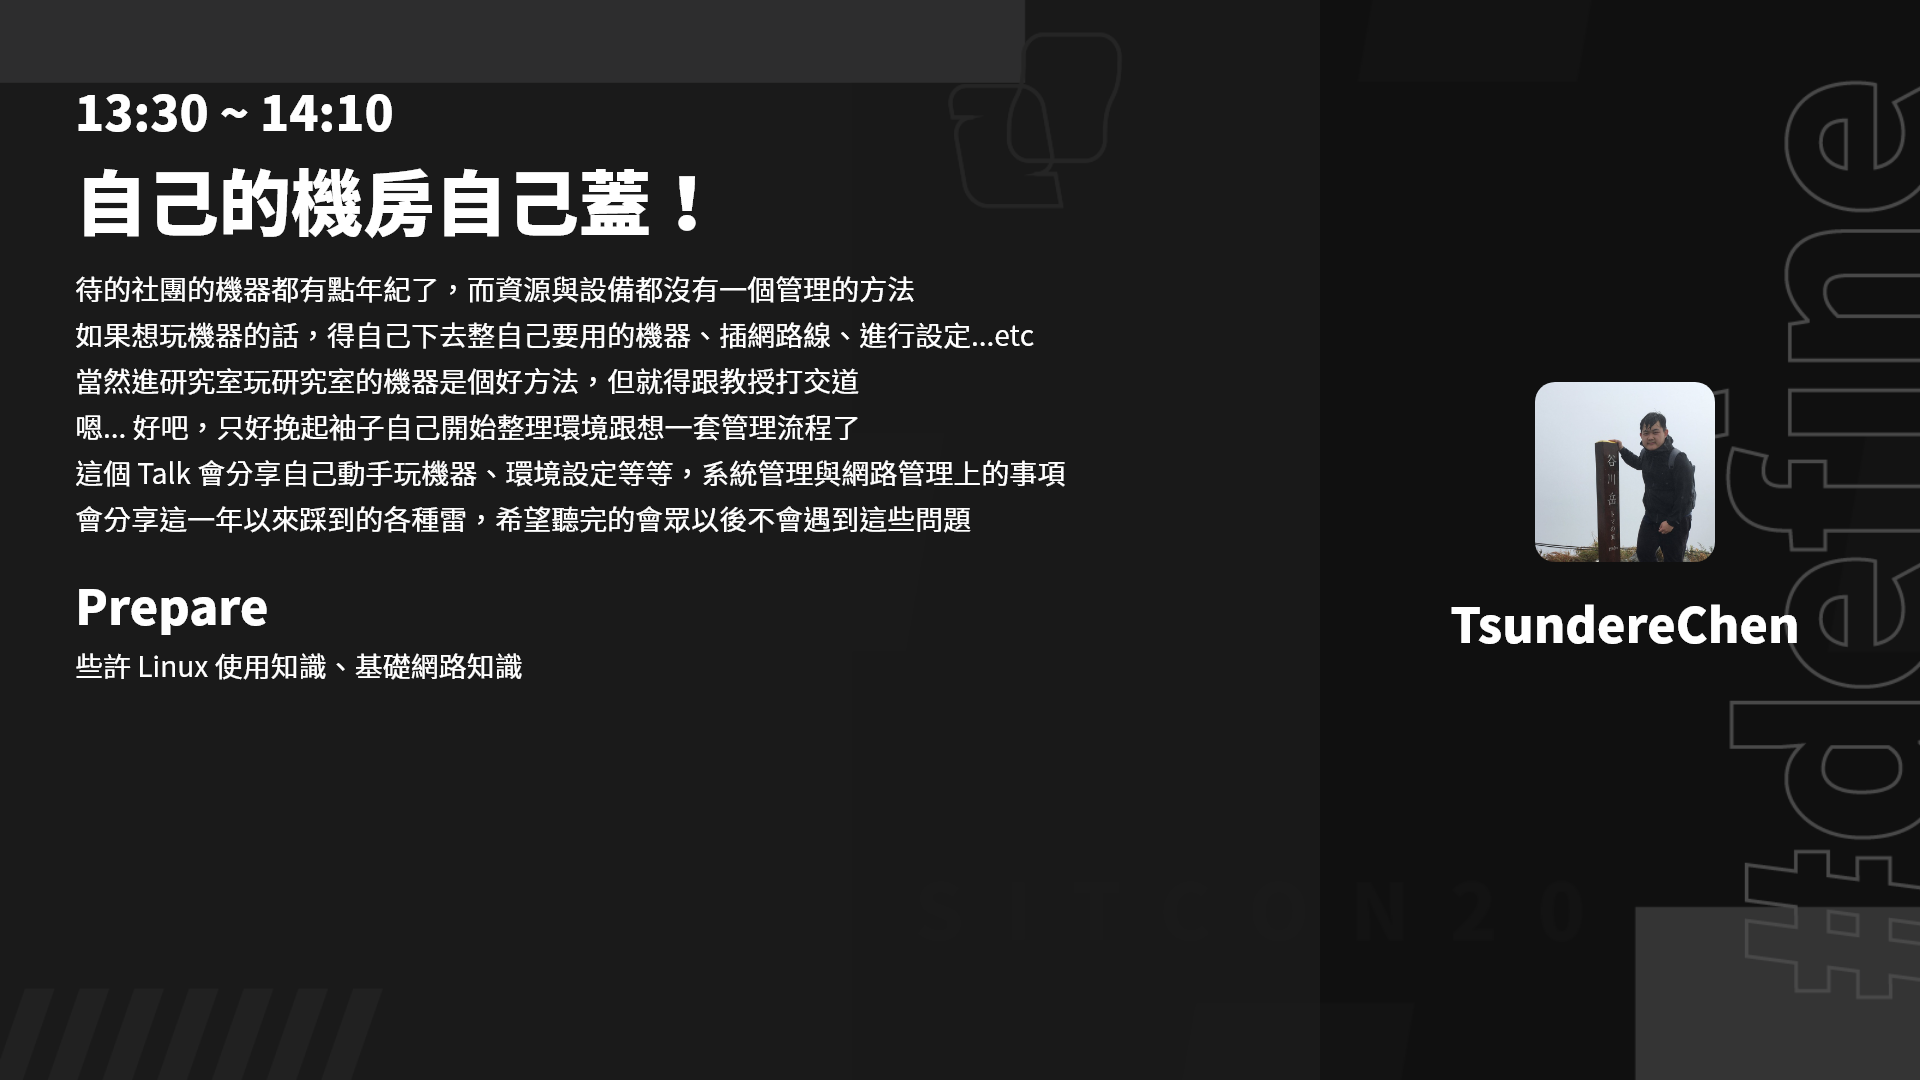 13:30 ~ 14:10
自己的機房自己蓋！
待的社團的機器都有點年紀了，而資源與設備都沒有一個管理的方法
如果想玩機器的話，得自己下去整自己要用的機器、插網路線、進行設定...etc
當然進研究室玩研究室的機器是個好方法，但就得跟教授打交道
嗯... 好吧，只好挽起袖子自己開始整理環境跟想一套管理流程了
這個 Talk 會分享自己動手玩機器、環境設定等等，系統管理與網路管理上的事項
會分享這一年以來踩到的各種雷，希望聽完的會眾以後不會遇到這些問題
Prepare
些許 Linux 使用知識、基礎網路知識
谷川岳
TsundereChen
#define
SITCON20